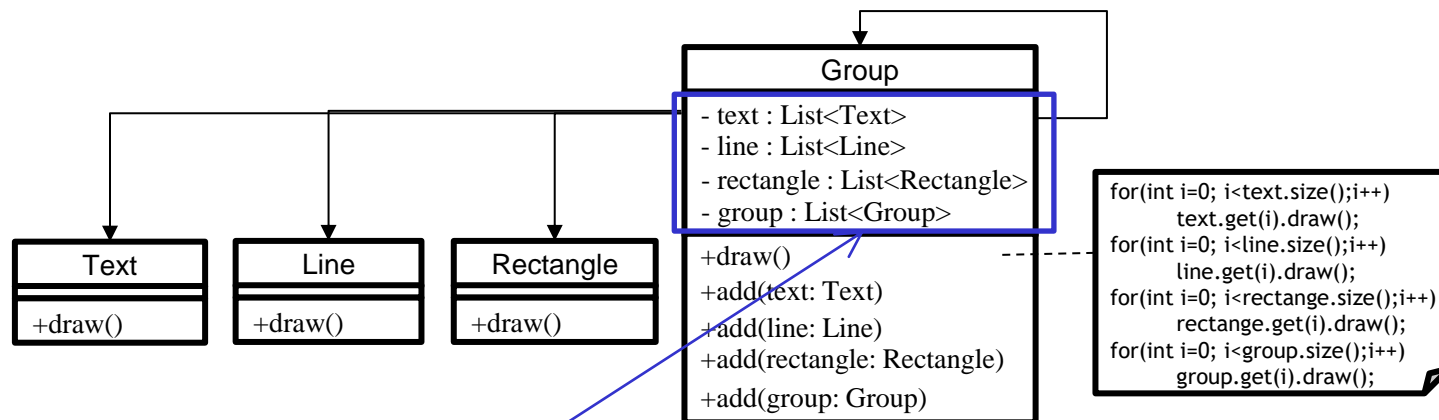 Group
- text : List<Text>
- line : List<Line>
- rectangle : List<Rectangle>
- group : List<Group>
+draw()
+add(text: Text)
+add(line: Line)
+add(rectangle: Rectangle)
+add(group: Group)
Text
+draw()
Line
+draw()
Rectangle
+draw()
for(int i=0; i<text.size();i++)
text.get(i).draw();
for(int i=0; i<line.size();i++)
line.get(i).draw();
for(int i=0; i<rectange.size();i++)
rectange.get(i).draw();
for(int i=0; i<group.size();i++)
group.get(i).draw();